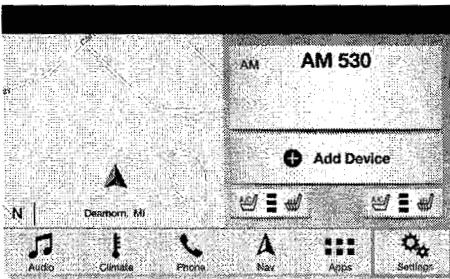 AM
AM 530
Add Device
N
Dearborn, MI
A/C
A/C
Audio
Climate
Phone
Nav
Apps
Settings